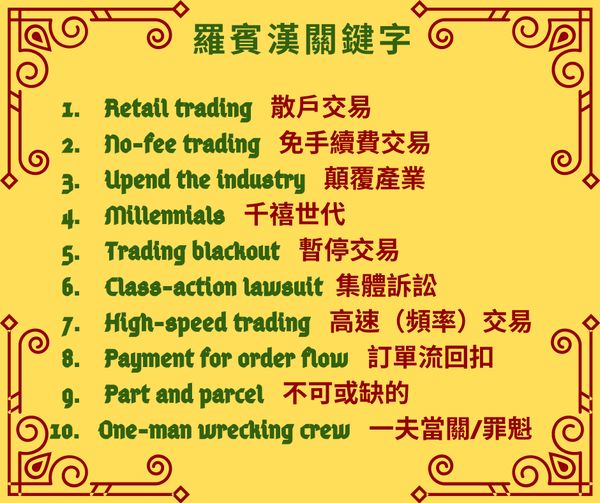 羅賓漢關鍵字
1. Retail trading 散戶交易
2. No-fee trading 免手續費交易
3. Upend the industry 顛覆產業
4. Millennials 千禧世代
5. Trading blackout 暫停交易
6. Class-action lawsuit 集體訴訟
7. High-speed trading 高速（頻率）交易
8. Payment for order flow 訂單流回扣
9. Part and parcel 不可或缺的
10. One-man wrecking crew 一夫當關/罪魁